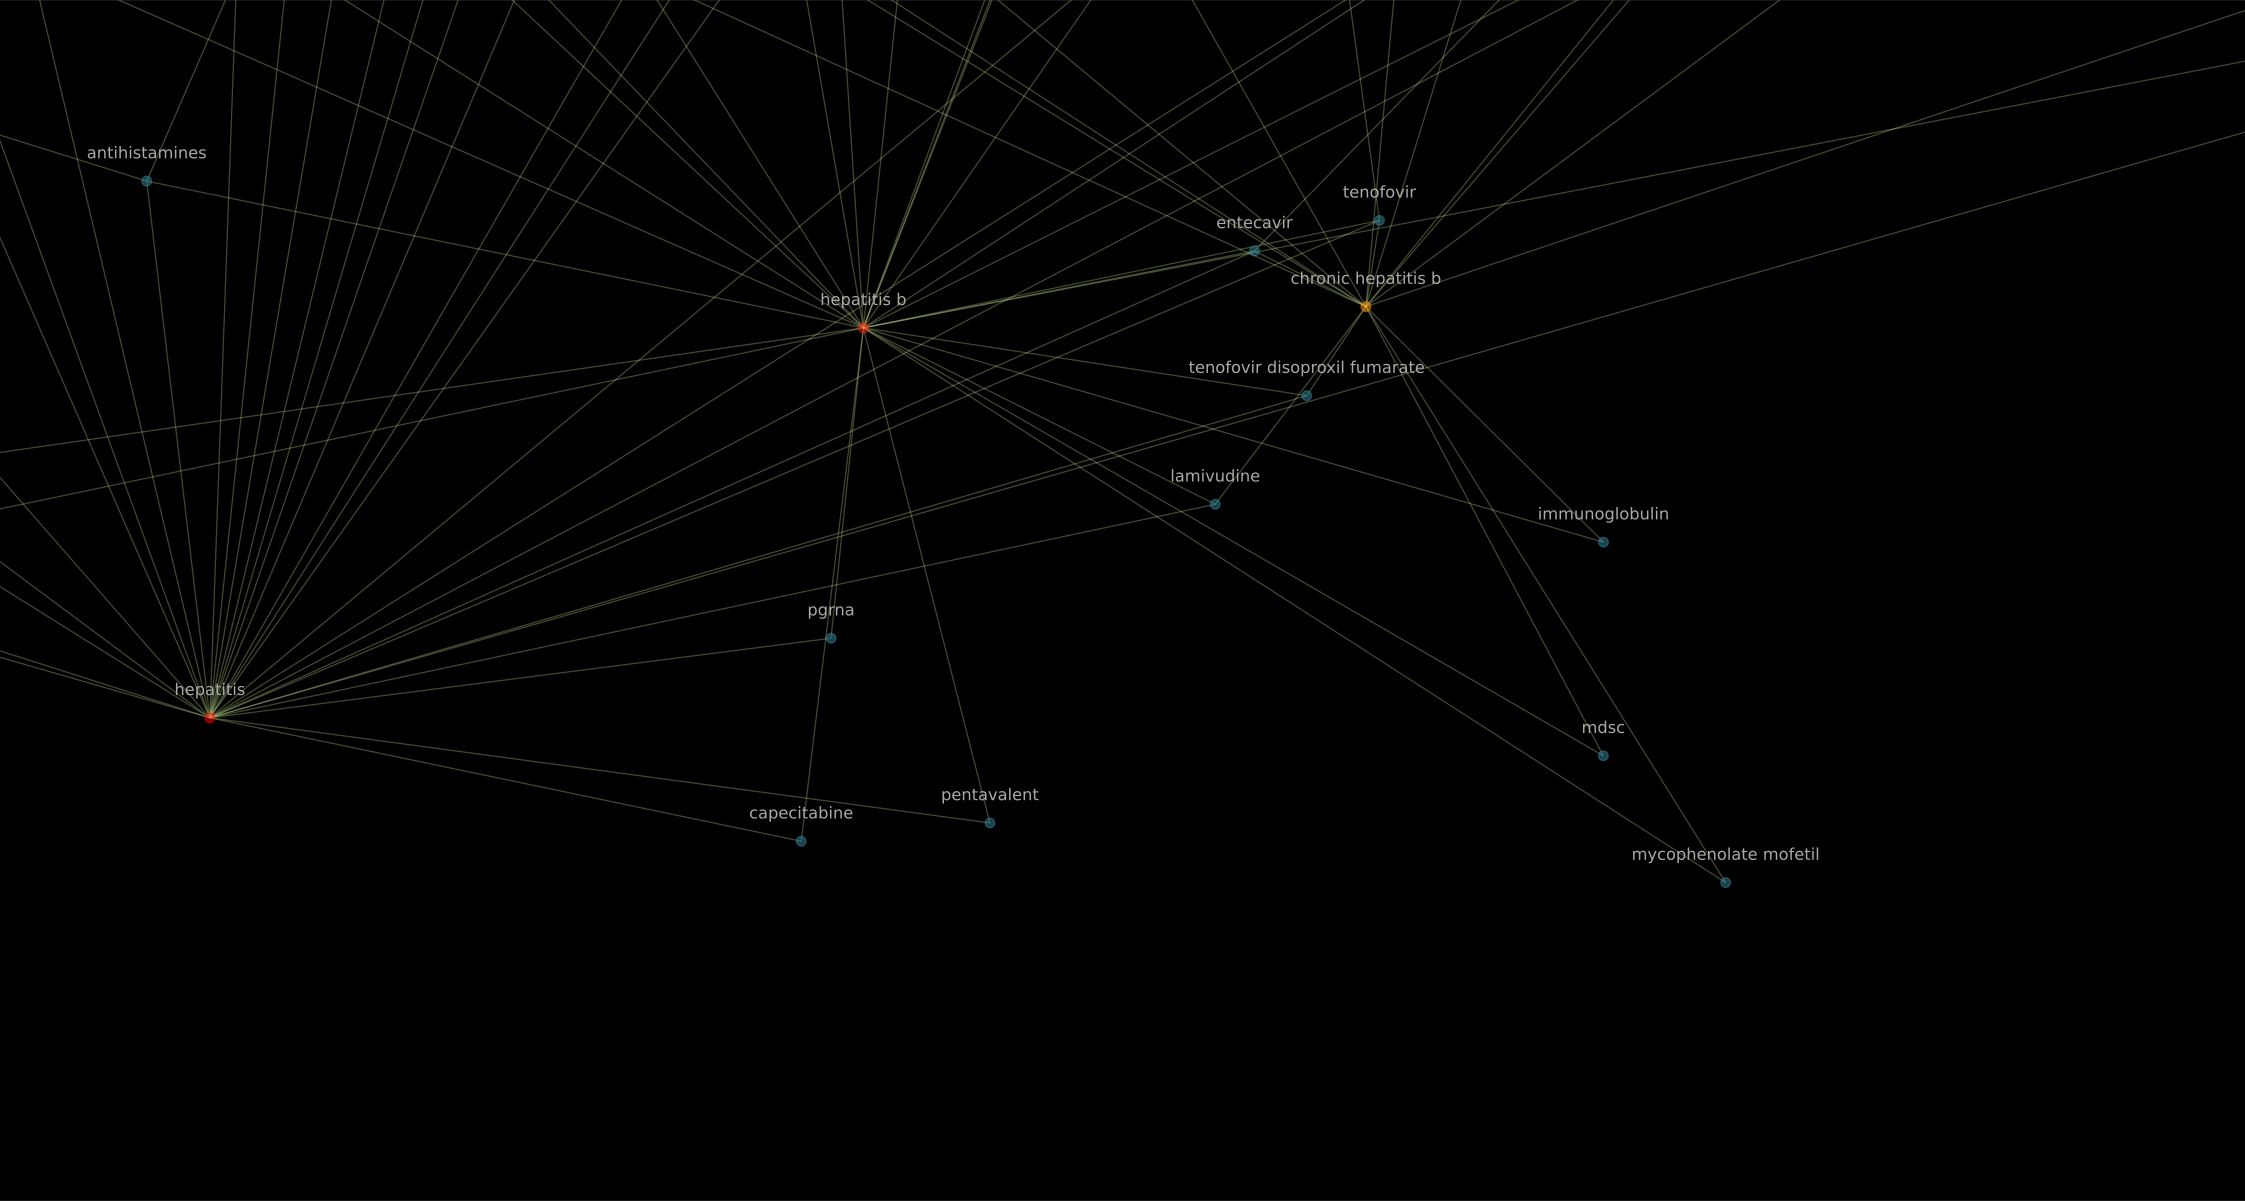 antihistamines
tenofovir
entecavir
chronic hepatitis b
hepatitis b
tenofovir disoproxil fumarate
lamivudine
immunoglobulin
pgrna
hepatitis
mdsc
pentavalent
capecitabine
mycophenolate mofetil